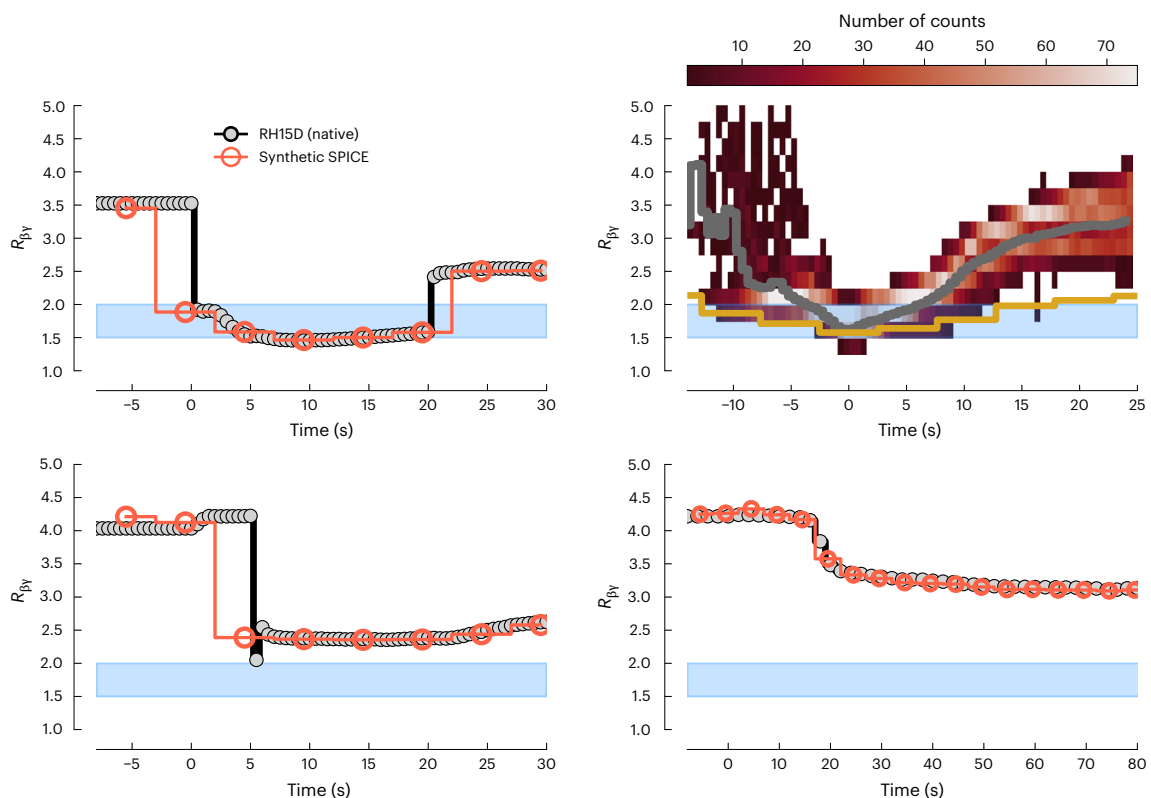 Number of counts
10 20 30 40 50 60 70
5.0
4.5
4.0
3.5
3.0
2.5
2.0
1.5
1.0
Rβγ
RH15D (native)
Synthetic SPICE
−5 0 5 10 15 20 25 30
Time (s)
5.0
4.5
4.0
3.5
3.0
2.5
2.0
1.5
1.0
Rβγ
−10 −5 0 5 10 15 20 25
Time (s)
5.0
4.5
4.0
3.5
3.0
2.5
2.0
1.5
1.0
Rβγ
−5 0 5 10 15 20 25 30
Time (s)
5.0
4.5
4.0
3.5
3.0
2.5
2.0
1.5
1.0
Rβγ
0 10 20 30 40 50 60 70 80
Time (s)